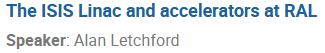 The ISIS Linac and accelerators at RAL
Speaker: Alan Letchford